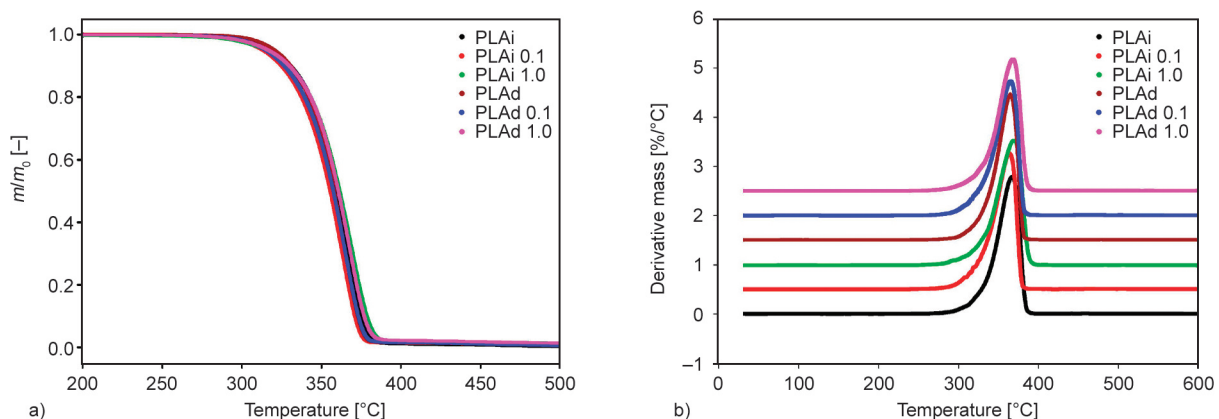 1.0
0.8
0.6
0.4
0.2
0.0
m/m0 [–]
200
250
300
350
400
450
500
Temperature [°C]
a)
PLAi
PLAi 0.1
PLAi 1.0
PLAd
PLAd 0.1
PLAd 1.0
6
5
4
3
2
1
0
–1
Derivative mass [%/°C]
0
100
200
300
400
500
600
Temperature [°C]
b)
PLAi
PLAi 0.1
PLAi 1.0
PLAd
PLAd 0.1
PLAd 1.0